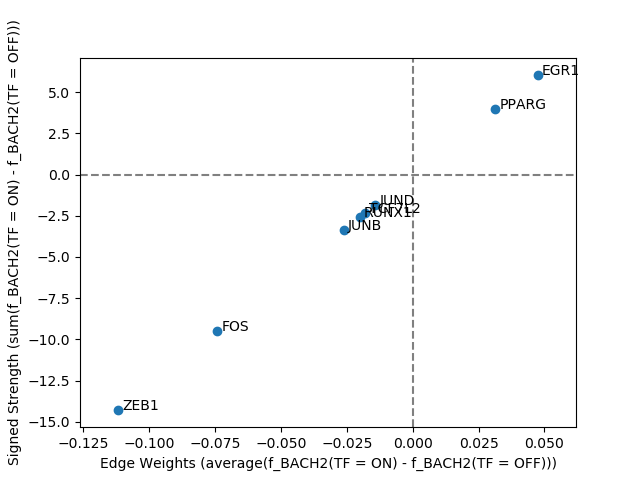 Signed Strength (sum(f_BACH2(TF = ON) - f_BACH2(TF = OFF)))
5.0
2.5
0.0
−2.5
−5.0
−7.5
−10.0
−12.5
−15.0
EGR1
PPARG
JUND
TCF7L2
RUNX1
JUNB
FOS
ZEB1
−0.125
−0.100
−0.075
−0.050
−0.025
0.000
0.025
0.050
Edge Weights (average(f_BACH2(TF = ON) - f_BACH2(TF = OFF)))